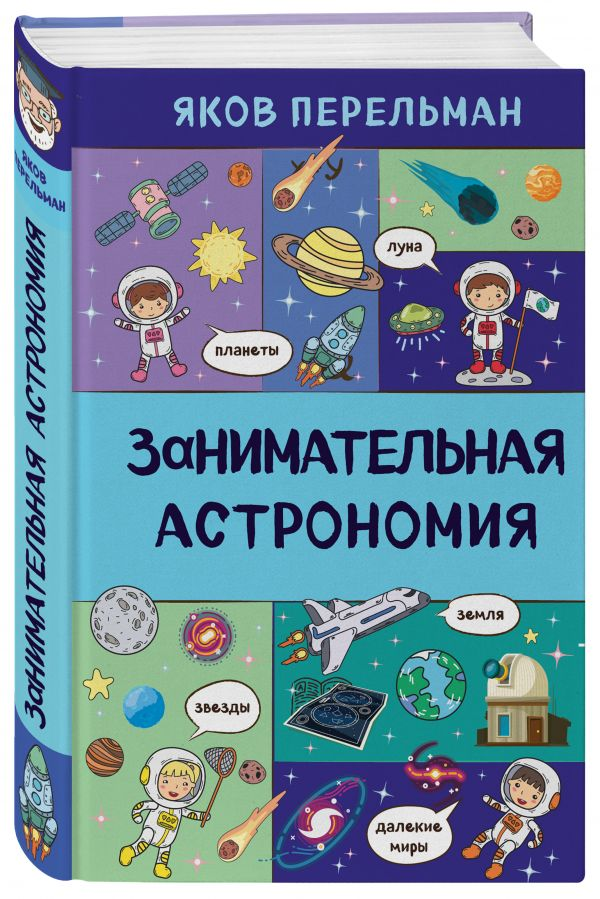 ЯКОВ ПЕРЕЛЬМАН
луна
планеты
ЗАНИМАТЕЛЬНАЯ
АСТРОНОМИЯ
земля
звезды
далекие
миры
ЯКОВ
ПЕРЕЛЬМАН
ЗАНИМАТЕЛЬНАЯ АСТРОНОМИЯ